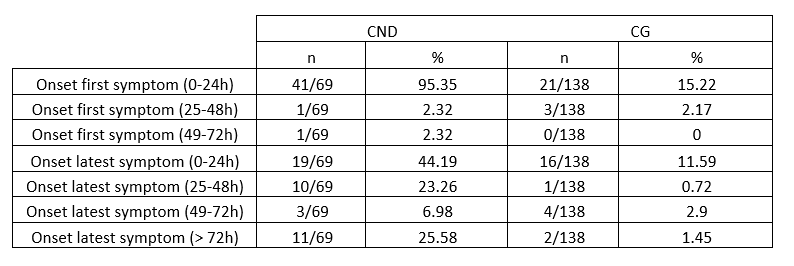 CND CG
n % n %
Onset first symptom (0-24h) 41/69 95.35 21/138 15.22
Onset first symptom (25-48h) 1/69 2.32 3/138 2.17
Onset first symptom (49-72h) 1/69 2.32 0/138 0
Onset latest symptom (0-24h) 19/69 44.19 16/138 11.59
Onset latest symptom (25-48h) 10/69 23.26 1/138 0.72
Onset latest symptom (49-72h) 3/69 6.98 4/138 2.9
Onset latest symptom (> 72h) 11/69 25.58 2/138 1.45